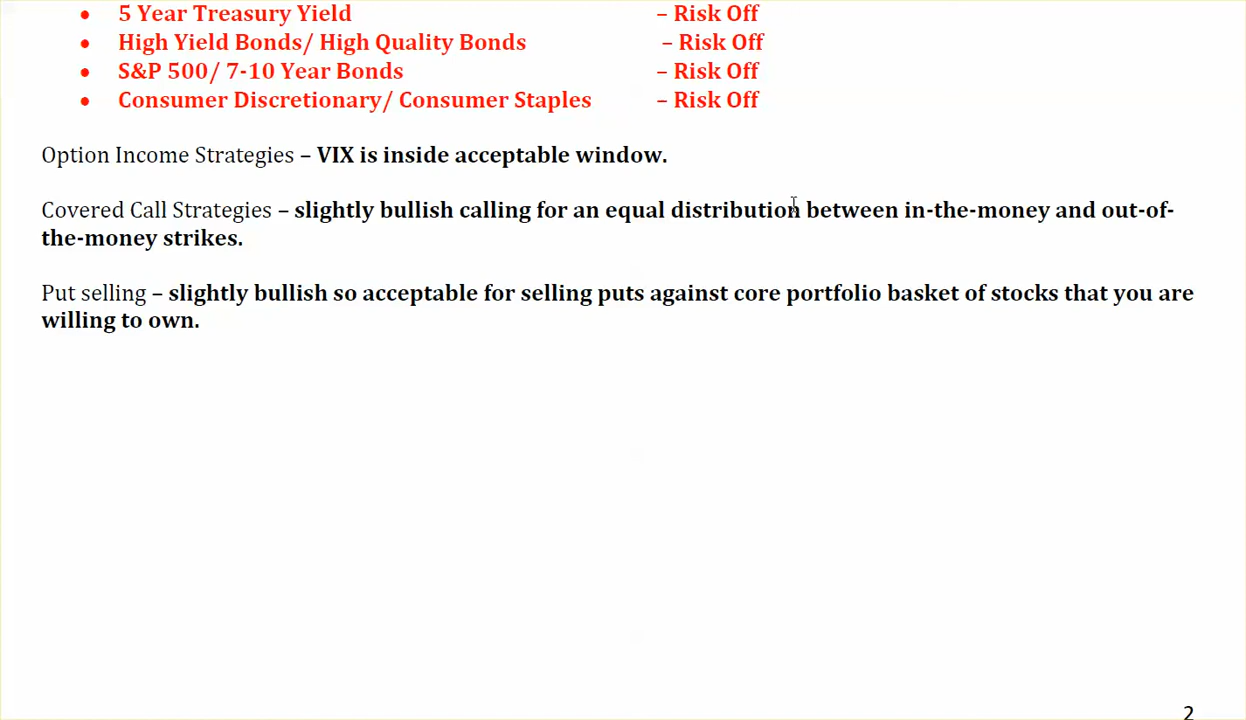 • 5 Year Treasury Yield – Risk Off
• High Yield Bonds/ High Quality Bonds – Risk Off
• S&P 500/ 7-10 Year Bonds – Risk Off
• Consumer Discretionary/ Consumer Staples – Risk Off
Option Income Strategies – VIX is inside acceptable window.
Covered Call Strategies – slightly bullish calling for an equal distribution between in-the-money and out-of-
the-money strikes.
Put selling – slightly bullish so acceptable for selling puts against core portfolio basket of stocks that you are
willing to own.
2